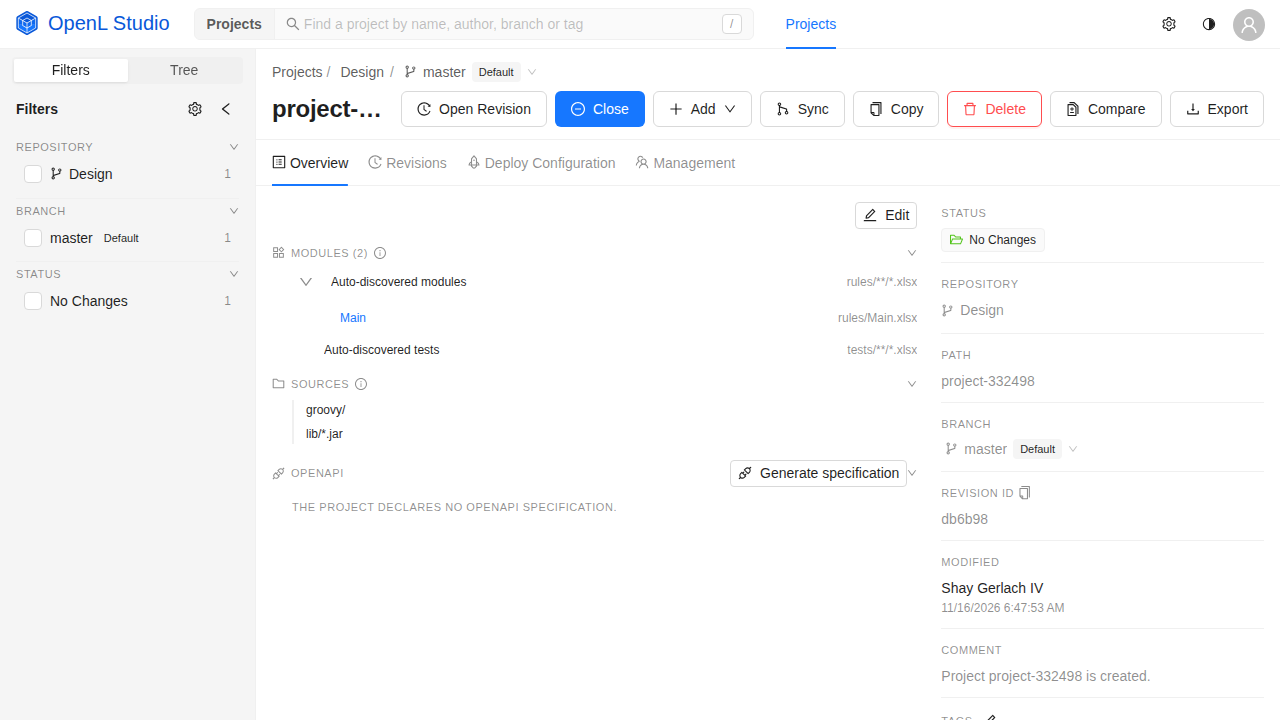 OpenL Studio
Projects
Find a project by name, author, branch or tag
/
Projects
Filters
Tree
Filters
REPOSITORY
Design 1
BRANCH
master Default 1
STATUS
No Changes 1
Projects / Design / master Default
project-...
Open Revision
Close
Add
Sync
Copy
Delete
Compare
Export
Overview
Revisions
Deploy Configuration
Management
Edit
MODULES (2)
Auto-discovered modules rules/**/*.xlsx
Main rules/Main.xlsx
Auto-discovered tests tests/**/*.xlsx
SOURCES
groovy/
lib/*.jar
OPENAPI
Generate specification
THE PROJECT DECLARES NO OPENAPI SPECIFICATION.
STATUS
No Changes
REPOSITORY
Design
PATH
project-332498
BRANCH
master Default
REVISION ID
db6b98
MODIFIED
Shay Gerlach IV
11/16/2026 6:47:53 AM
COMMENT
Project project-332498 is created.
TAGS